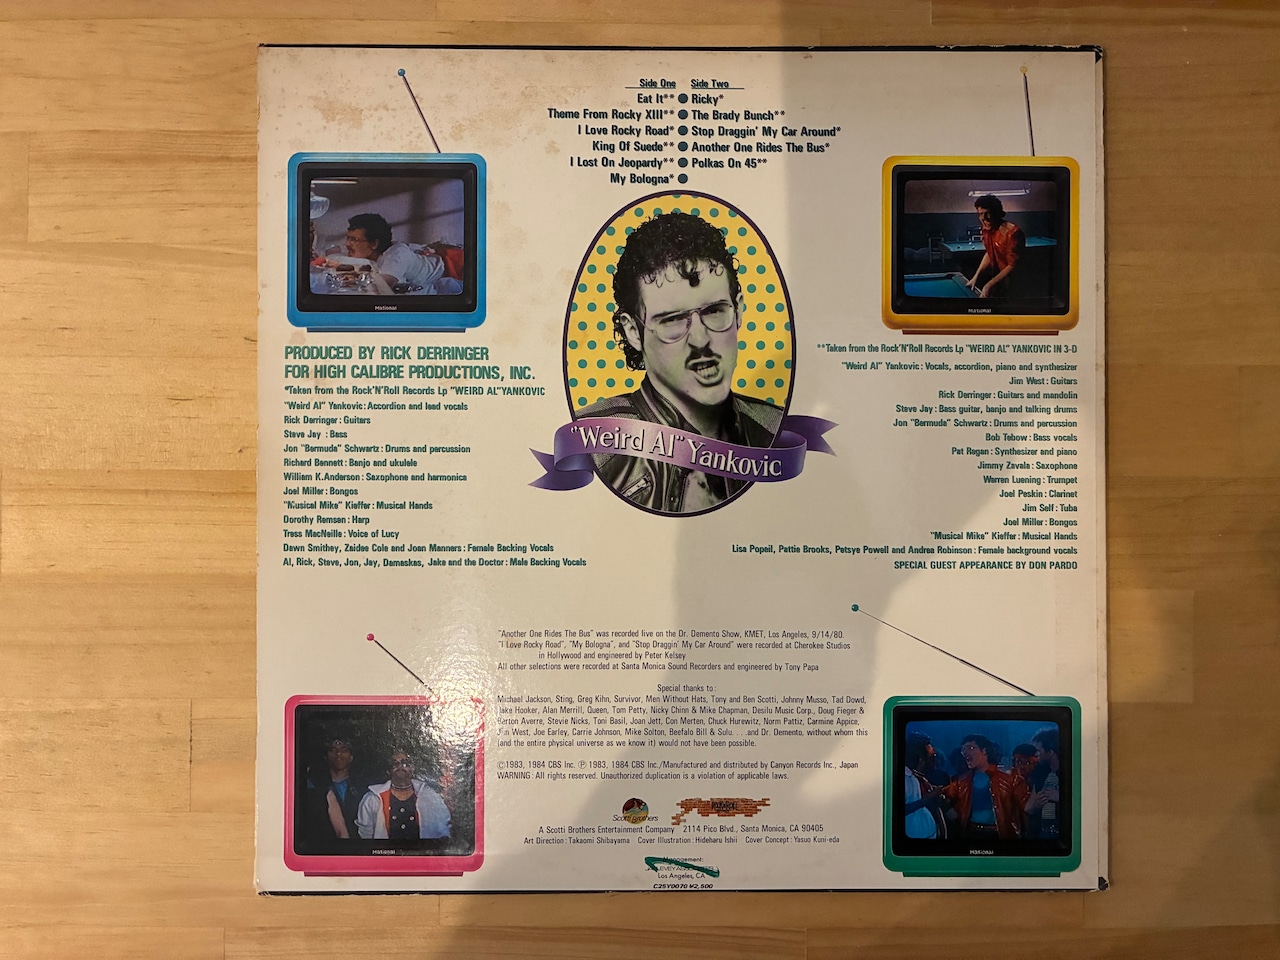 Side One
Eat It**
Theme From Rocky XIII**
I Love Rocky Road*
King Of Suede**
I Lost On Jeopardy**
My Bologna*
Side Two
Ricky*
The Brady Bunch**
Stop Draggin' My Car Around*
Another One Rides The Bus*
Polkas On 45**
National
National
"Weird Al" Yankovic
PRODUCED BY RICK DERRINGER
FOR HIGH CALIBRE PRODUCTIONS, INC.
*Taken from the Rock'N'Roll Records Lp "WEIRD AL"YANKOVIC
"Weird Al" Yankovic : Accordion and lead vocals
Rick Derringer : Guitars
Steve Jay : Bass
Jon "Bermuda" Schwartz : Drums and percussion
Richard Bennett : Banjo and ukulele
William K.Anderson : Saxophone and harmonica
Joel Miller : Bongos
"Musical Mike" Kieffer : Musical Hands
Dorothy Remsen : Harp
Tress MacNeille : Voice of Lucy
Dawn Smithey, Zaidee Cole and Joan Manners : Female Backing Vocals
Al, Rick, Steve, Jon, Jay, Damaskas, Jake and the Doctor : Male Backing Vocals
**Taken from the Rock'N'Roll Records Lp "WEIRD AL" YANKOVIC IN 3-D
"Weird Al" Yankovic : Vocals, accordion, piano and synthesizer
Jim West : Guitars
Rick Derringer : Guitars and mandolin
Steve Jay : Bass guitar, banjo and talking drums
Jon "Bermuda" Schwartz : Drums and percussion
Bob Tebow : Bass vocals
Pat Regan : Synthesizer and piano
Jimmy Zavala : Saxophone
Warren Luening : Trumpet
Joel Peskin : Clarinet
Jim Self : Tuba
Joel Miller : Bongos
"Musical Mike" Kieffer : Musical Hands
Lisa Popeil, Pattie Brooks, Petsye Powell and Andrea Robinson : Female background vocals
SPECIAL GUEST APPEARANCE BY DON PARDO
"Another One Rides The Bus" was recorded live on the Dr. Demento Show, KMET, Los Angeles, 9/14/80.
"I Love Rocky Road", "My Bologna", and "Stop Draggin' My Car Around" were recorded at Cherokee Studios
in Hollywood and engineered by Peter Kelsey
All other selections were recorded at Santa Monica Sound Recorders and engineered by Tony Papa
Special thanks to :
Michael Jackson, Sting, Greg Kihn, Survivor, Men Without Hats, Tony and Ben Scotti, Johnny Musso, Tad Dowd,
Jake Hooker, Alan Merrill, Queen, Tom Petty, Nicky Chinn & Mike Chapman, Desilu Music Corp., Doug Fieger &
Berton Averre, Stevie Nicks, Toni Basil, Joan Jett, Con Merten, Chuck Hurewitz, Norm Pattiz, Carmine Appice,
Jim West, Joe Earley, Carrie Johnson, Mike Solton, Beefalo Bill & Sulu. . . .and Dr. Demento, without whom this
(and the entire physical universe as we know it) would not have been possible.
©1983, 1984 CBS Inc. ℗ 1983, 1984 CBS Inc./Manufactured and distributed by Canyon Records Inc., Japan
WARNING : All rights reserved. Unauthorized duplication is a violation of applicable laws.
National
National
Scotti Brothers
ROCK'N'ROLL
A Scotti Brothers Entertainment Company 2114 Pico Blvd., Santa Monica, CA 90405
Art Direction : Takaomi Shibayama Cover Illustration : Hideharu Ishii Cover Concept : Yasuo Kuni-eda
Management:
Los Angeles, CA
C25Y0070 ¥2,500